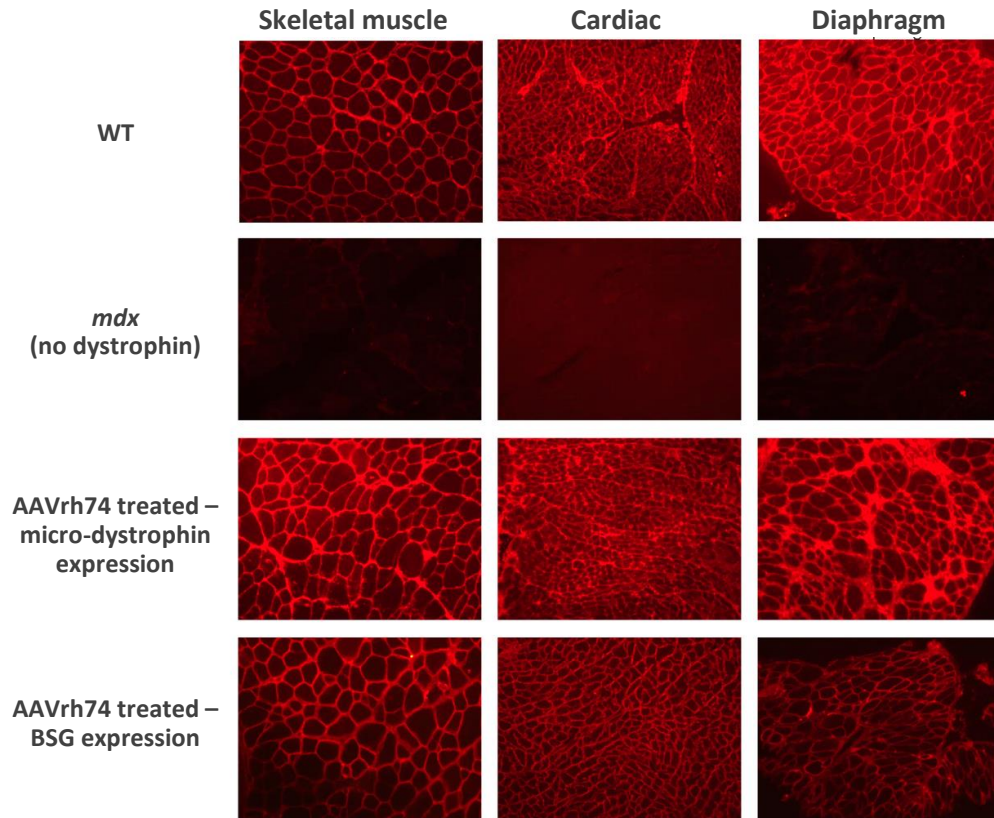 Skeletal muscle Cardiac Diaphragm
WT
mdx
(no dystrophin)
AAVrh74 treated –
micro-dystrophin
expression
AAVrh74 treated –
BSG expression